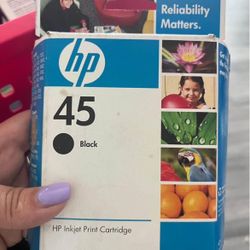 Reliability
Matters.
hp
45
Black
HP Inkjet Print Cartridge